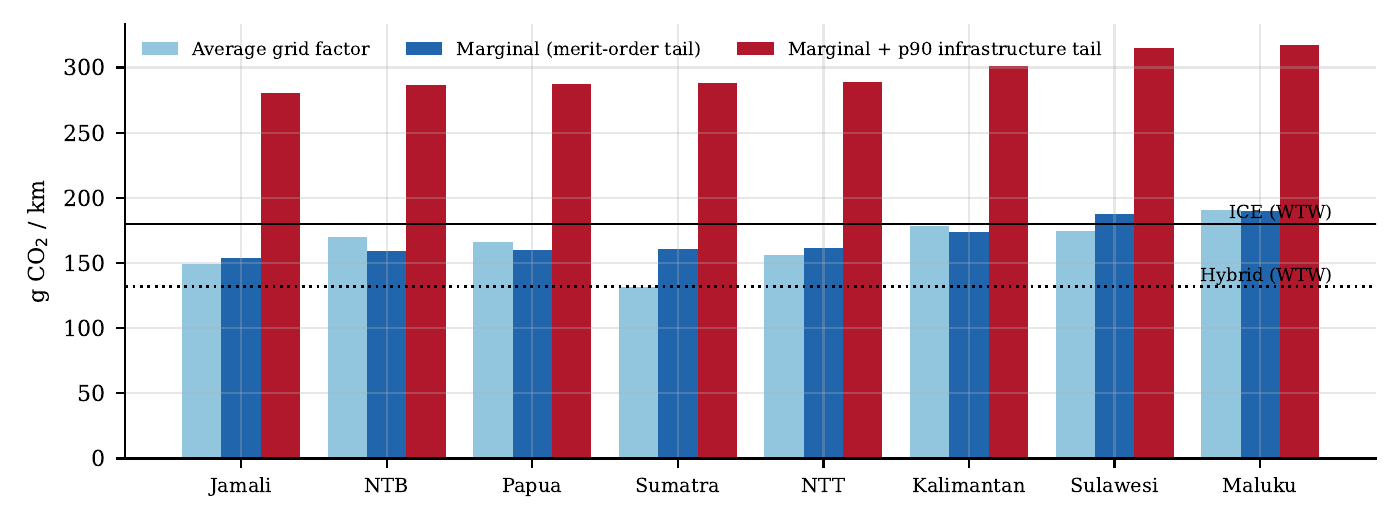 Average grid factor
Marginal (merit-order tail)
Marginal + p90 infrastructure tail
g CO₂ / km
300
250
200
150
100
50
0
ICE (WTW)
Hybrid (WTW)
Jamali
NTB
Papua
Sumatra
NTT
Kalimantan
Sulawesi
Maluku